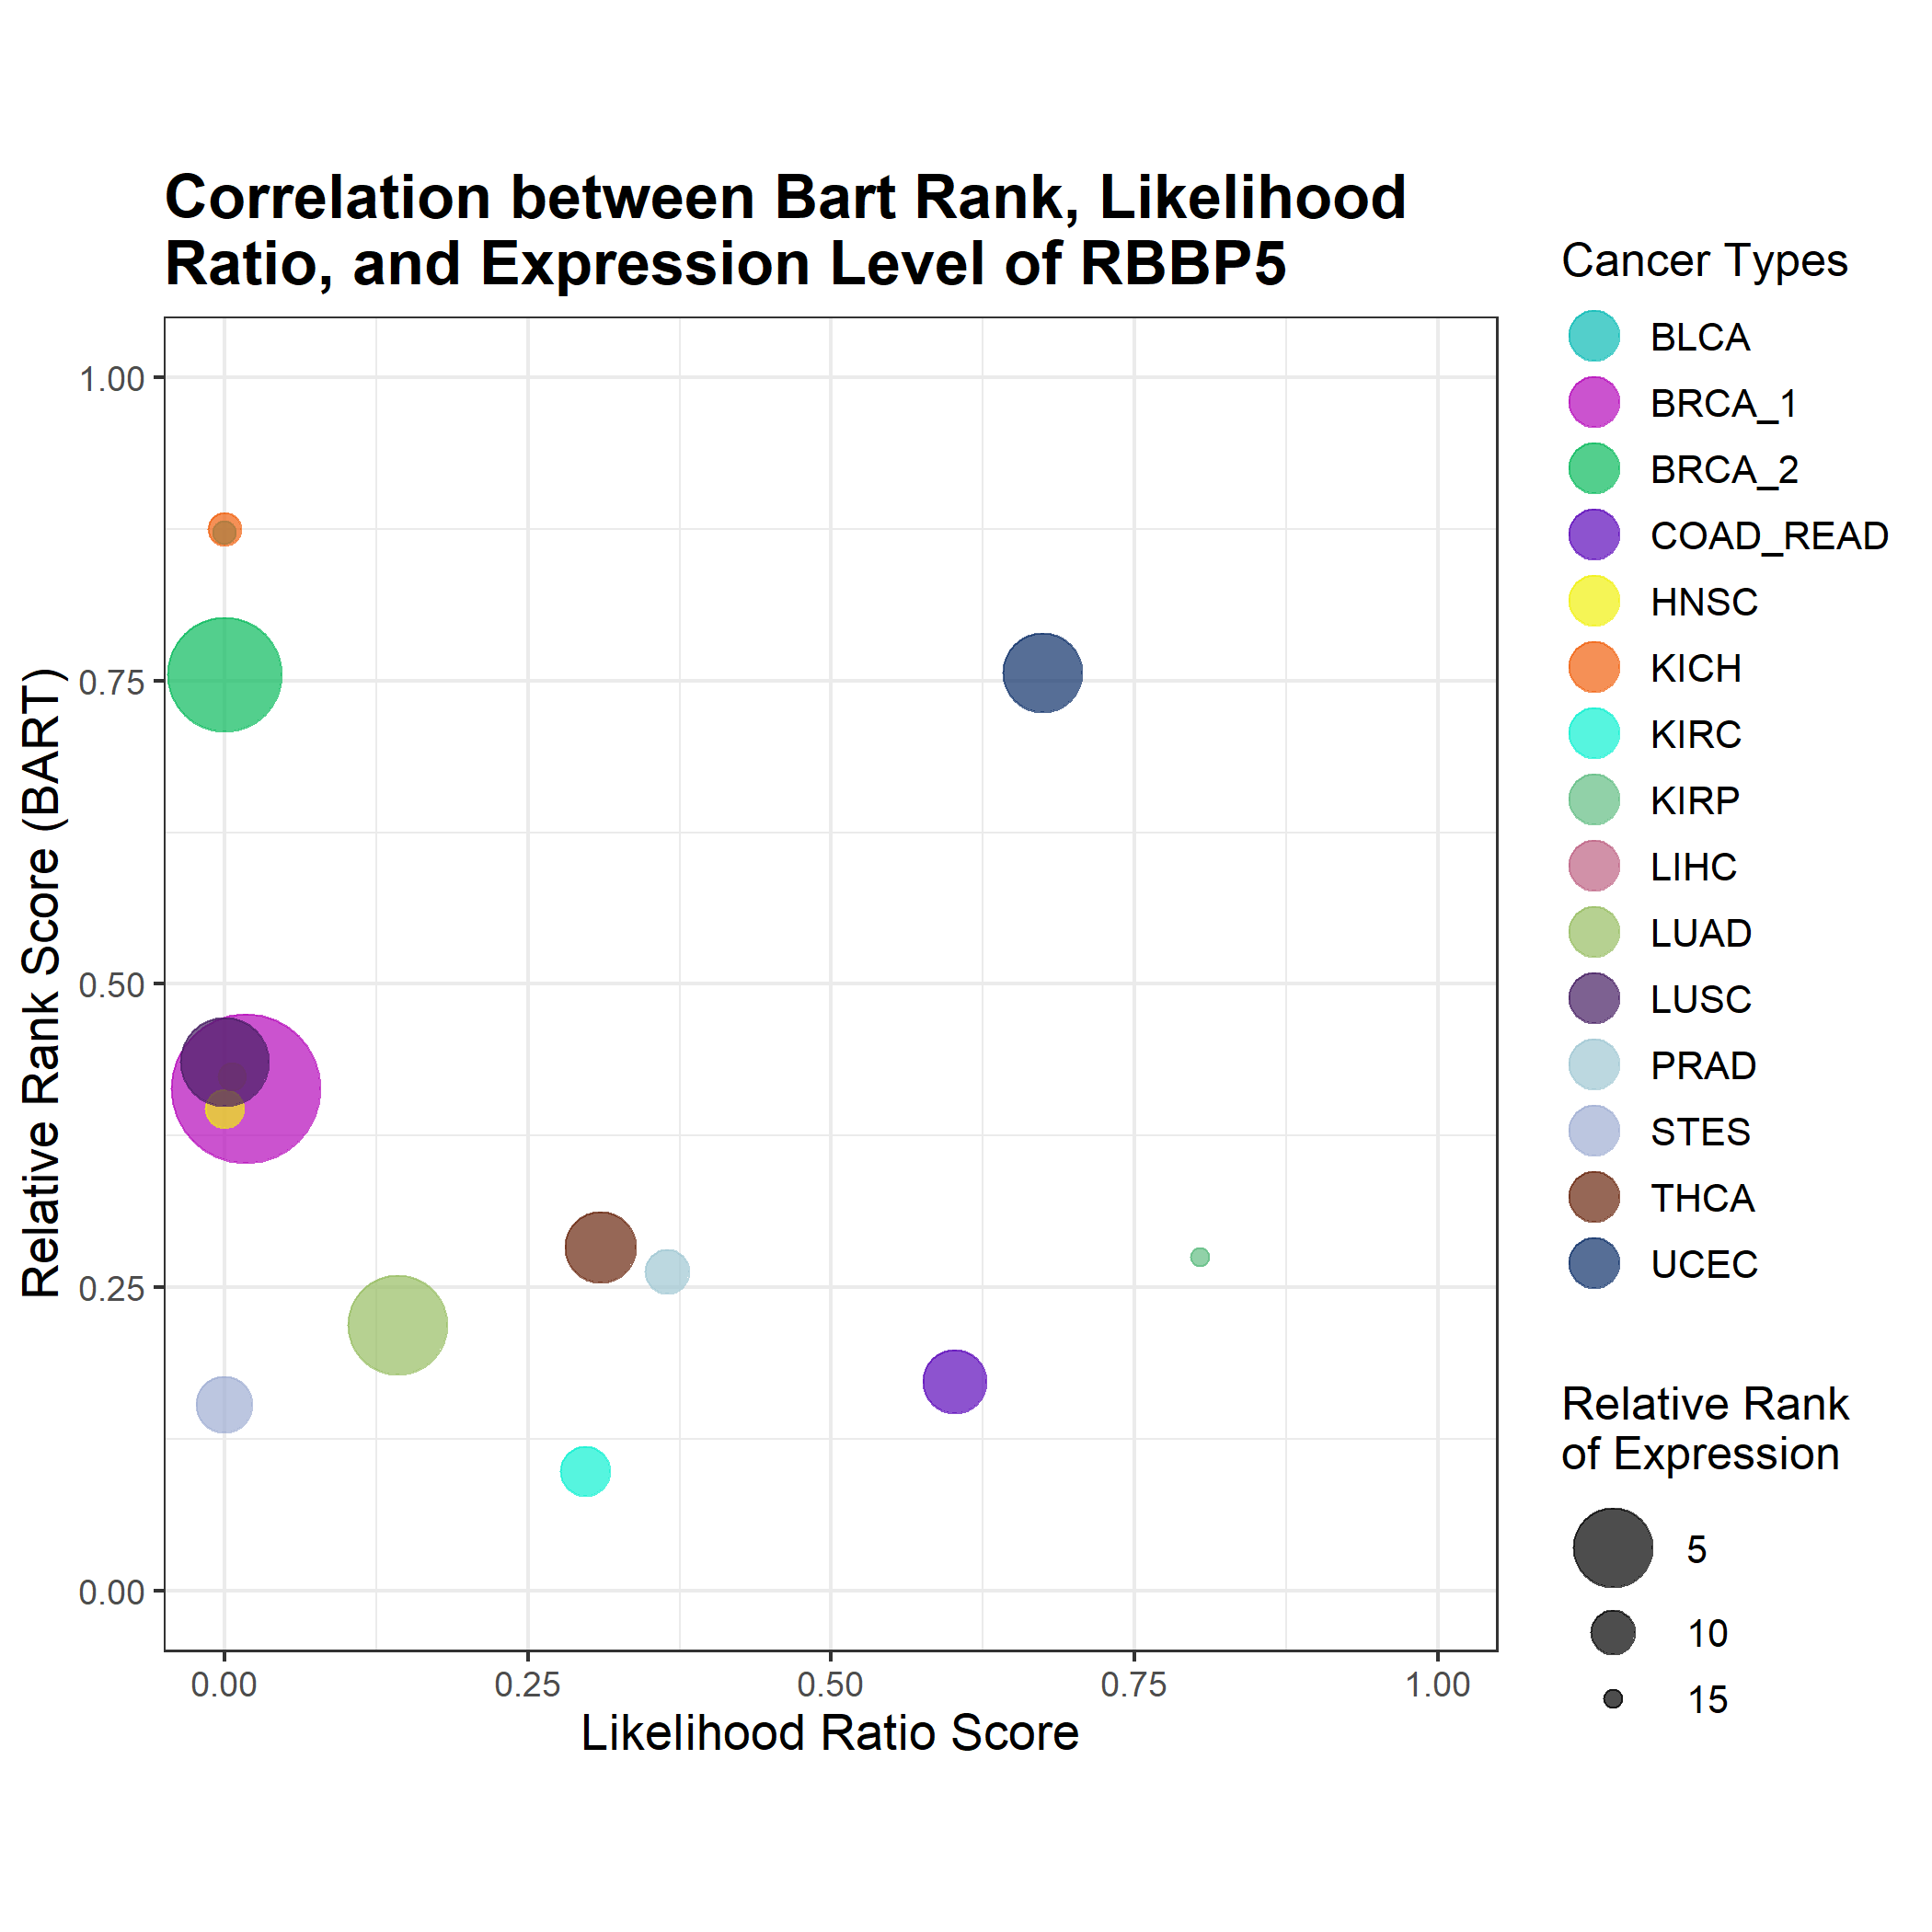 Correlation between Bart Rank, Likelihood
Ratio, and Expression Level of RBBP5
Relative Rank Score (BART)
1.00
0.75
0.50
0.25
0.00
0.00
0.25
0.50
0.75
1.00
Likelihood Ratio Score
Cancer Types
BLCA
BRCA_1
BRCA_2
COAD_READ
HNSC
KICH
KIRC
KIRP
LIHC
LUAD
LUSC
PRAD
STES
THCA
UCEC
Relative Rank
of Expression
5
10
15